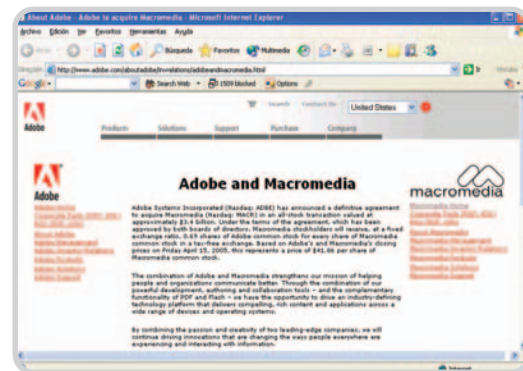 About Adobe - Adobe to acquire Macromedia - Microsoft Internet Explorer
Archivo Edición Ver Favoritos Herramientas Ayuda
Búsqueda Favoritos Multimedia
http://www.adobe.com/aboutadobe/invrelations/adobeandmacromedia.html
Ir
Google Search Web 1509 blocked Options
Search Contact Us United States
Adobe
Products Solutions Support Purchase Company
Adobe
macromedia
Adobe and Macromedia
Adobe Systems Incorporated (Nasdaq: ADBE) has announced a definitive agreement
to acquire Macromedia (Nasdaq: MACR) in an all-stock transaction valued at
approximately $3.4 billion. Under the terms of the agreement, which has been
approved by both boards of directors, Macromedia stockholders will receive, at a fixed
exchange ratio, 0.69 shares of Adobe common stock for every share of Macromedia
common stock in a tax-free exchange. Based on Adobe's and Macromedia's closing
prices on Friday April 15, 2005, this represents a price of $41.86 per share of
Macromedia common stock.
The combination of Adobe and Macromedia strengthens our mission of helping
people and organizations communicate better. Through the combination of our
powerful development, authoring and collaboration tools – and the complementary
functionality of PDF and Flash – we have the opportunity to drive an industry-defining
technology platform that delivers compelling, rich content and applications across a
wide range of devices and operating systems.
By combining the passion and creativity of two leading-edge companies, we will
continue driving innovations that are changing the ways people everywhere are
experiencing and interacting with information.
Internet